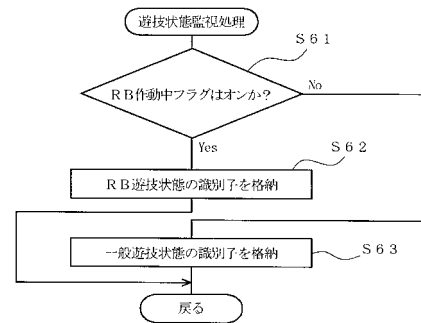 遊技状態監視処理
S61
RB作動中フラグはオンか?
No
Yes
S62
RB遊技状態の識別子を格納
一般遊技状態の識別子を格納
S63
戻る